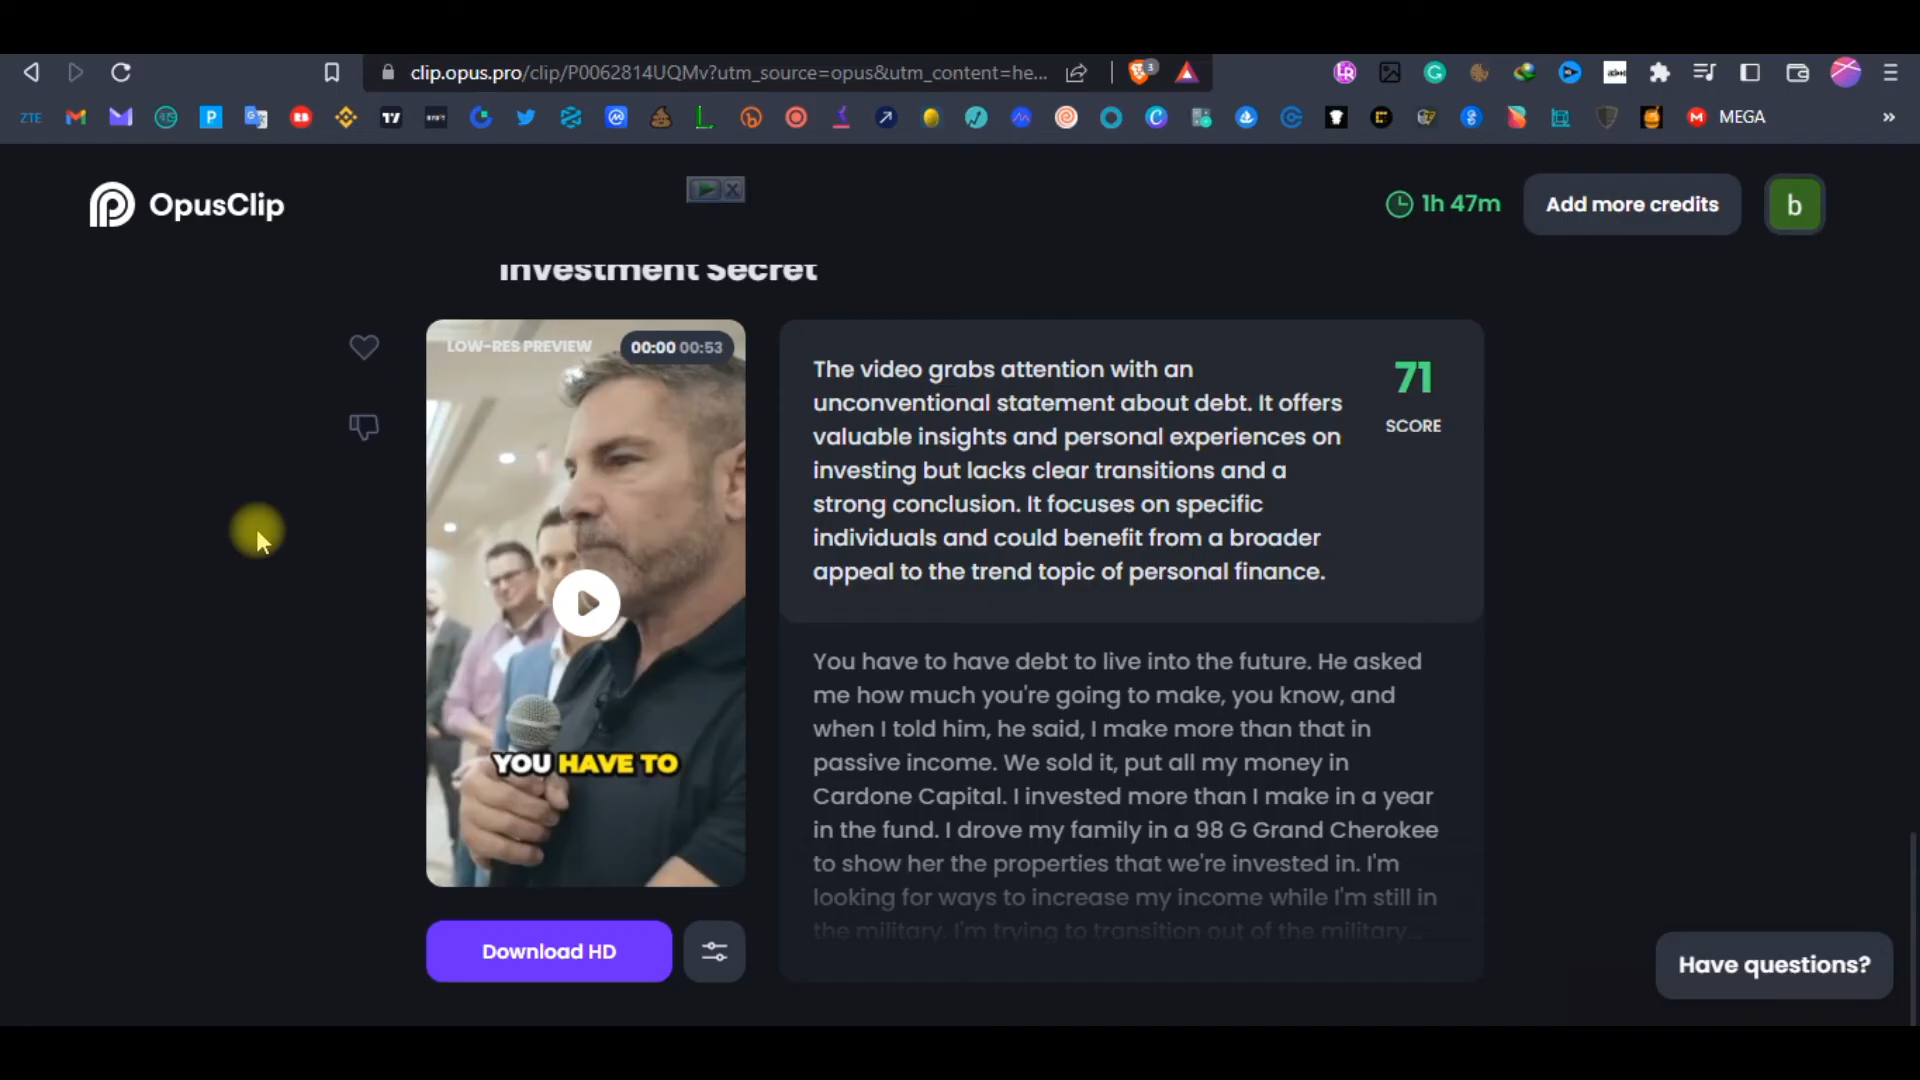 clip.opus.pro/clip/P0062814UQMv?utm_source=opus&utm_content=he...
3
ZTE
MEGA
»
OpusClip
1h 47m
Add more credits
b
Investment Secret
LOW-RES PREVIEW
00:00 00:53
YOU HAVE TO
Download HD
The video grabs attention with an
unconventional statement about debt. It offers
valuable insights and personal experiences on
investing but lacks clear transitions and a
strong conclusion. It focuses on specific
individuals and could benefit from a broader
appeal to the trend topic of personal finance.
71
SCORE
You have to have debt to live into the future. He asked
me how much you're going to make, you know, and
when I told him, he said, I make more than that in
passive income. We sold it, put all my money in
Cardone Capital. I invested more than I make in a year
in the fund. I drove my family in a 98 G Grand Cherokee
to show her the properties that we're invested in. I'm
looking for ways to increase my income while I'm still in
the military. I'm trying to transition out of the military...
Have questions?